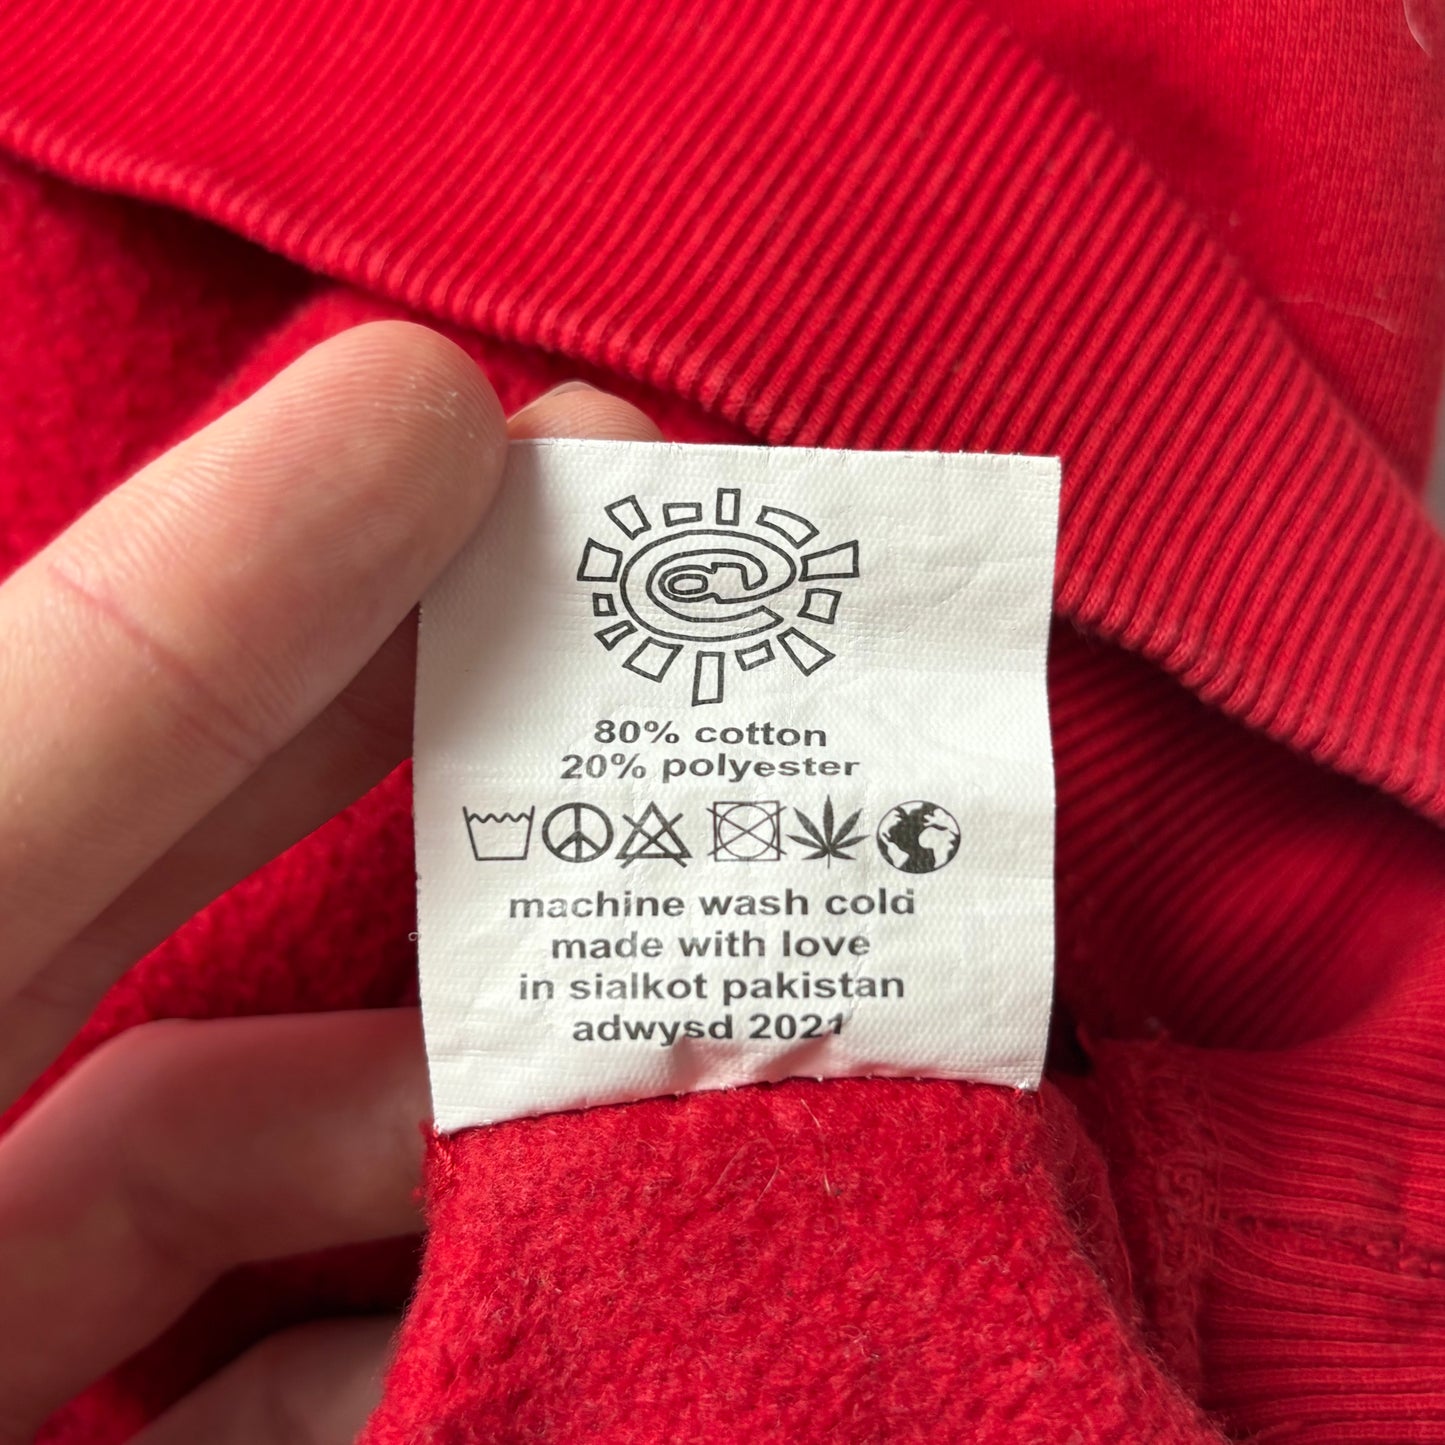 80% cotton
20% polyester
machine wash cold
made with love
in sialkot pakistan
adwysd 2021